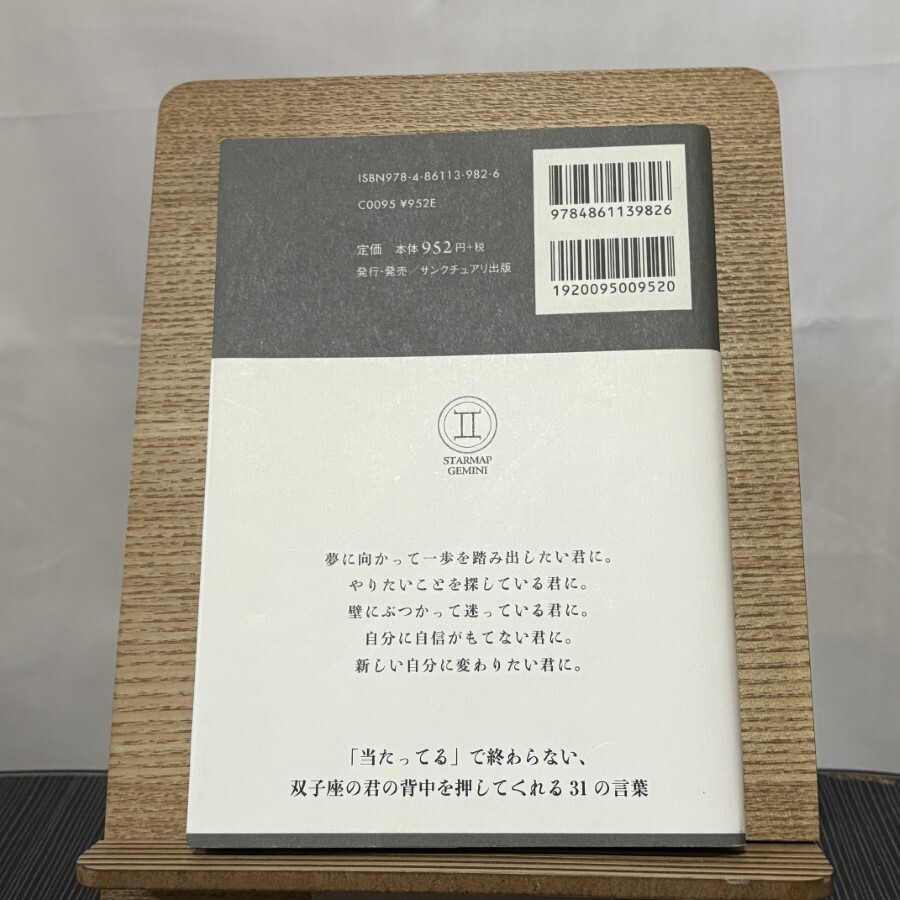 ISBN978-4-86113-982-6
C0095 ¥952E
定価 本体952円+税
発行・発売／サンクチュアリ出版
9784861139826
1920095009520
STARMAP
GEMINI
夢に向かって一歩を踏み出したい君に。
やりたいことを探している君に。
壁にぶつかって迷っている君に。
自分に自信がもてない君に。
新しい自分に変わりたい君に。
「当たってる」で終わらない、
双子座の君の背中を押してくれる31の言葉